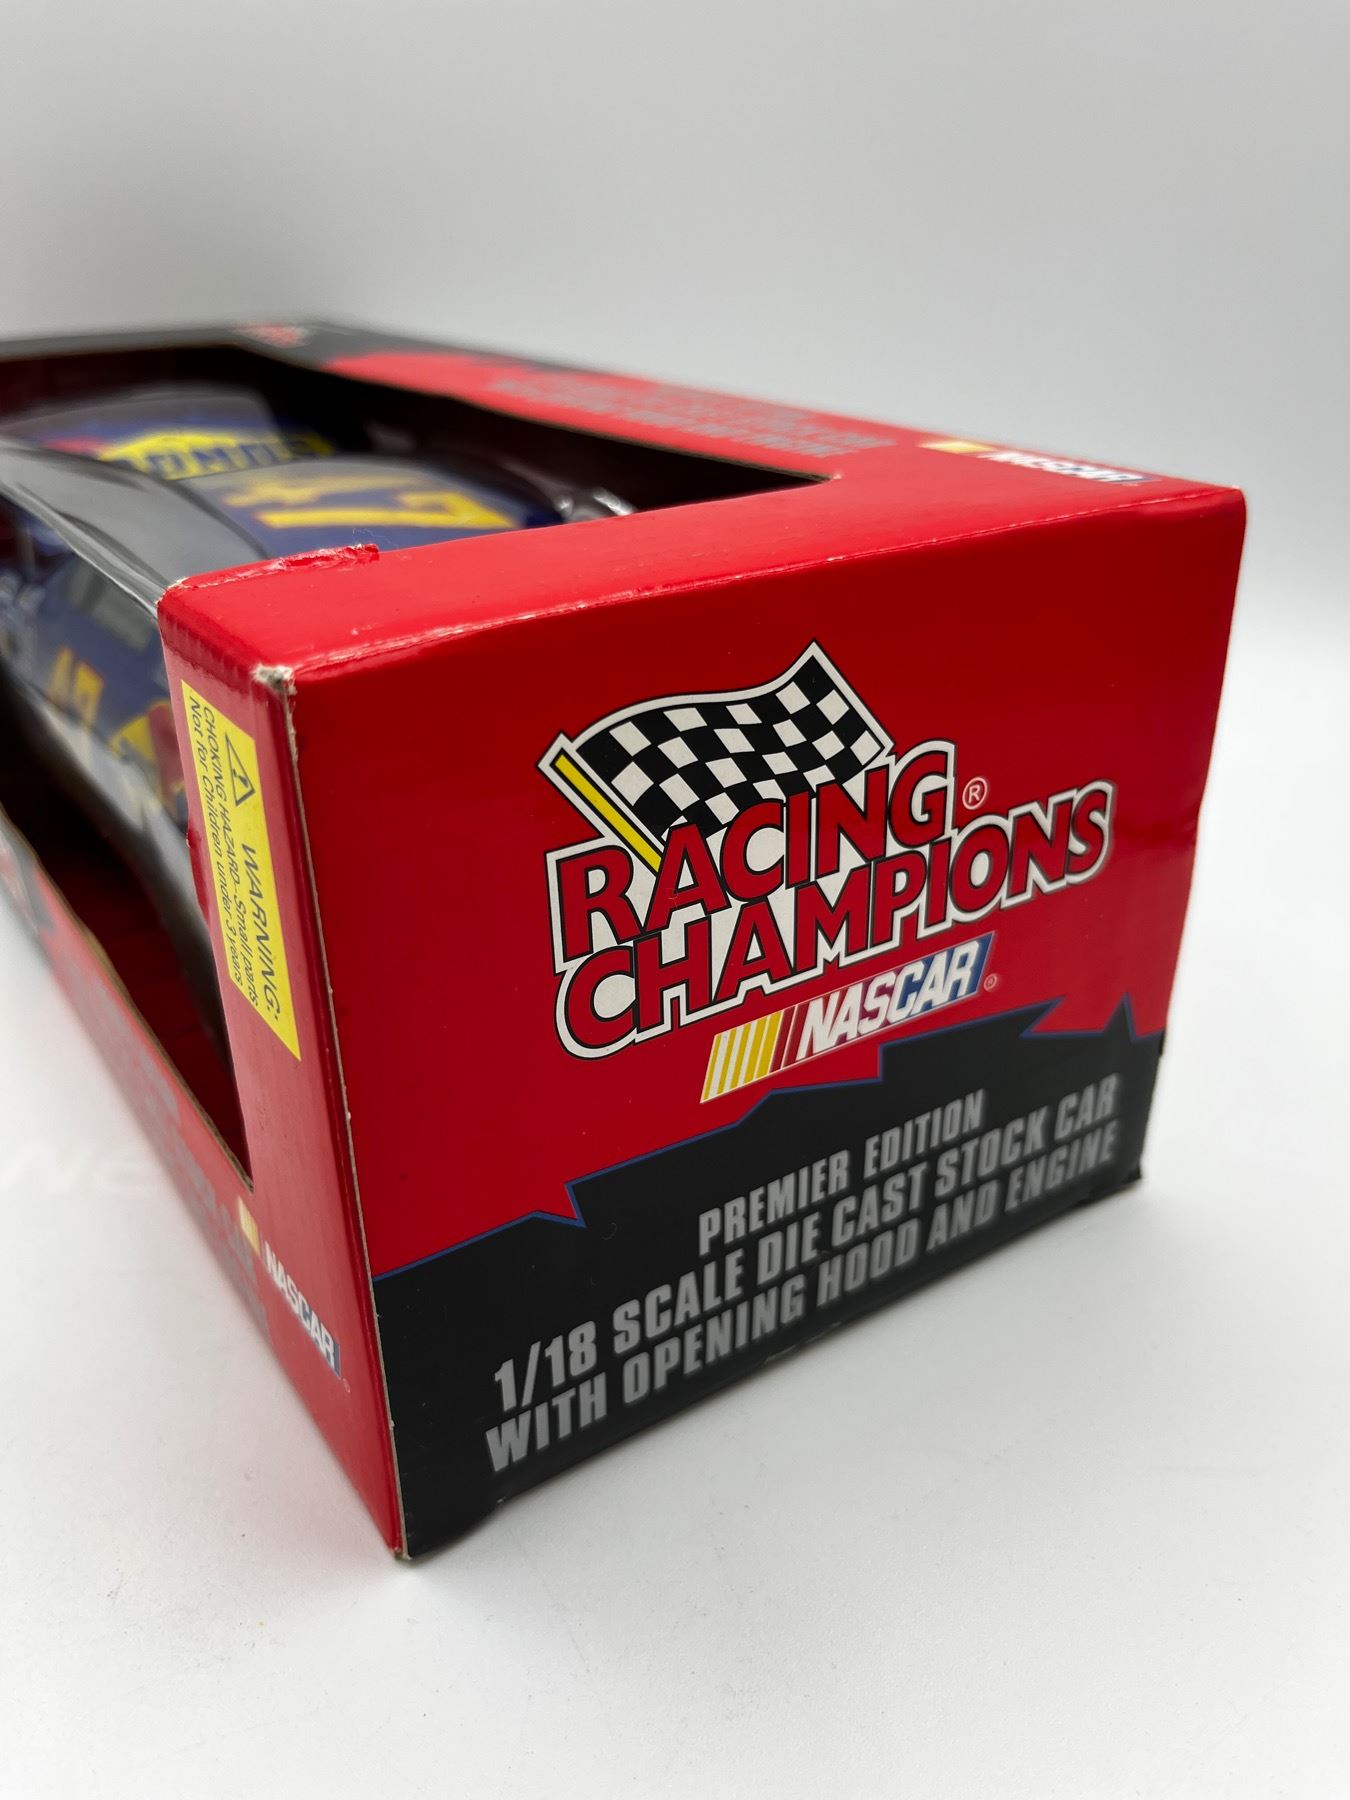 RACING®
CHAMPIONS
NASCAR®
PREMIER EDITION
1/18 SCALE DIE CAST STOCK CAR
WITH OPENING HOOD AND ENGINE
⚠ WARNING:
CHOKING HAZARD- Small parts
Not for Children under 3 years
NASCAR
NASCAR
17